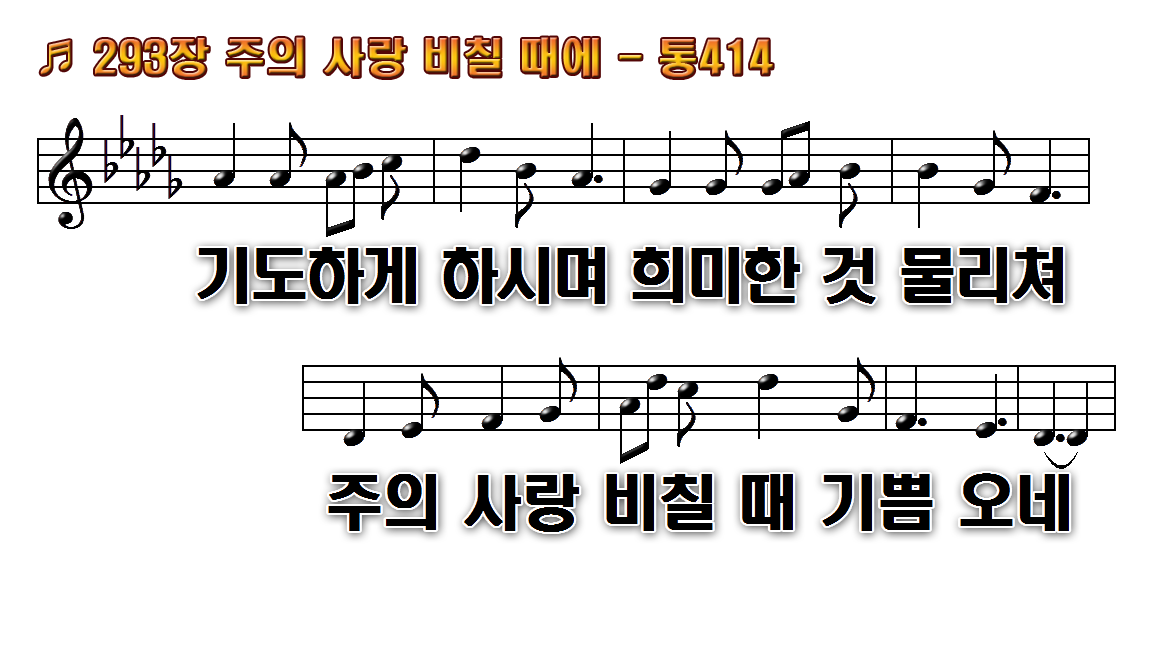 ♬ 293장 주의 사랑 비칠 때에 - 통414
기도하게 하시며 희미한 것 물리쳐
주의 사랑 비칠 때 기쁨 오네